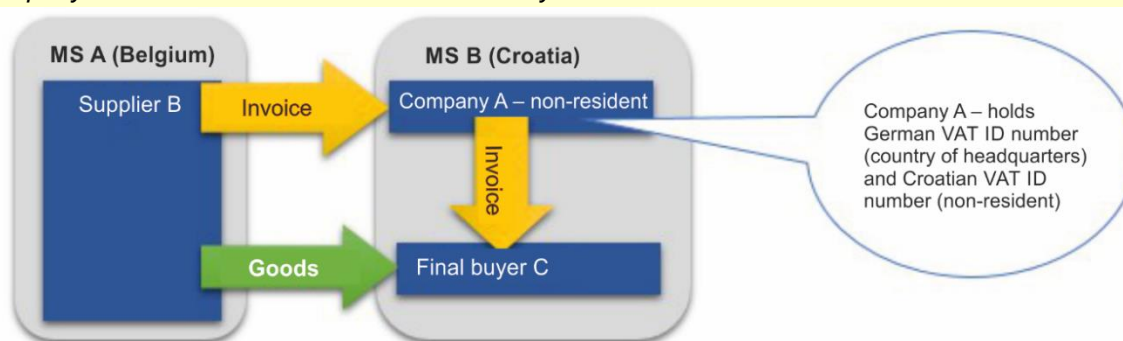 MS A (Belgium)
Supplier B
Invoice
Goods
MS B (Croatia)
Company A – non-resident
Invoice
Final buyer C
Company A – holds
German VAT ID number
(country of headquarters)
and Croatian VAT ID
number (non-resident)